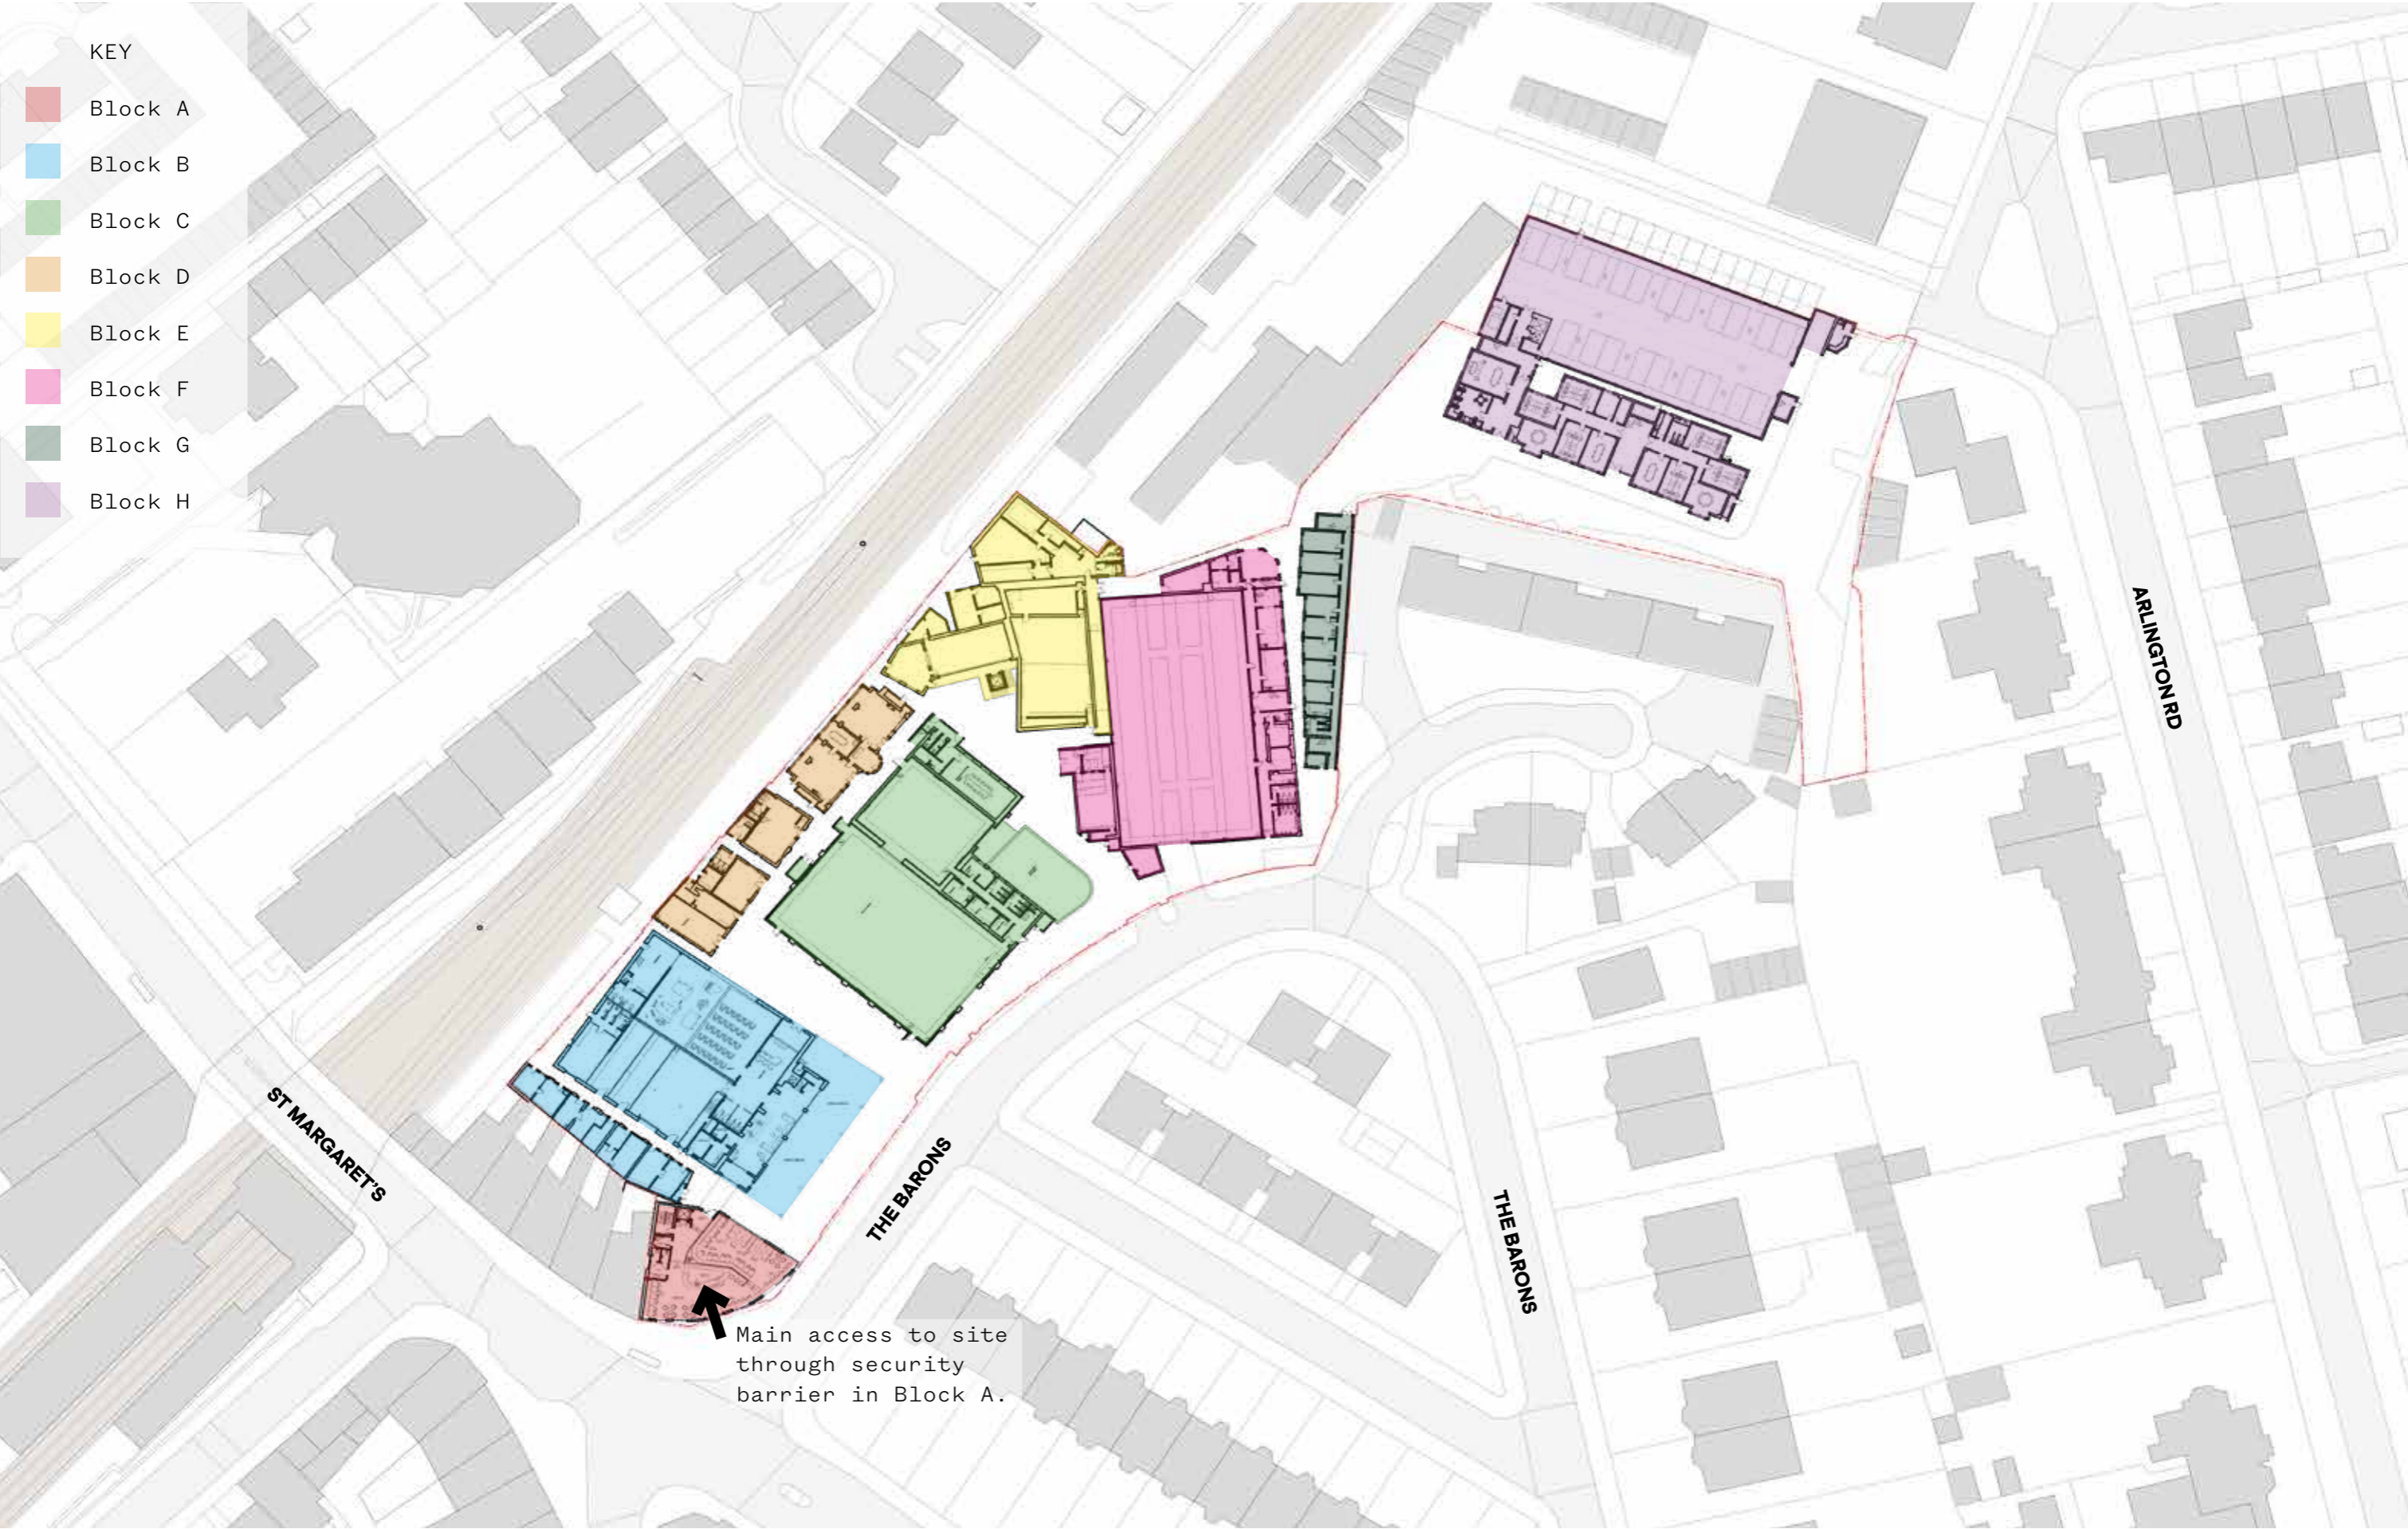 KEY
Block A
Block B
Block C
Block D
Block E
Block F
Block G
Block H
ARLINGTON RD
ST MARGARET'S
THE BARONS
THE BARONS
Main access to site
through security
barrier in Block A.